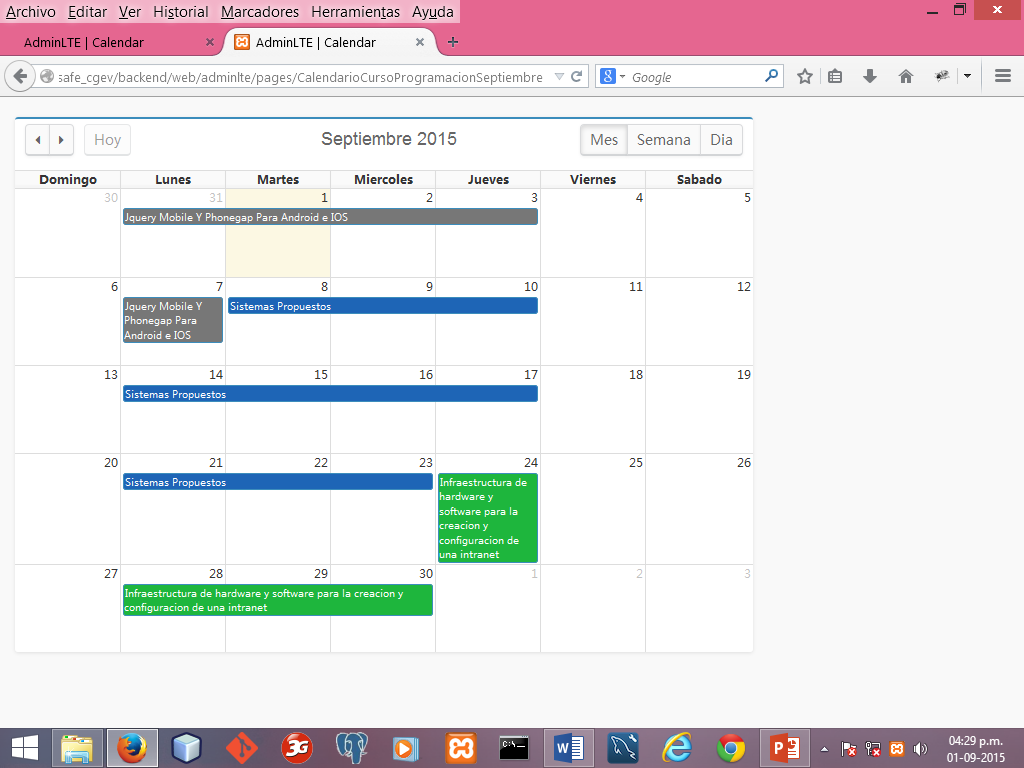 Archivo Editar Ver Historial Marcadores Herramientas Ayuda
AdminLTE | Calendar × AdminLTE | Calendar × +
safe_cgev/backend/web/adminlte/pages/CalendarioCursoProgramacionSeptiembre
8 Google
Hoy Septiembre 2015 Mes Semana Dia
Domingo Lunes Martes Miercoles Jueves Viernes Sabado
30 31 1 2 3 4 5
Jquery Mobile Y Phonegap Para Android e IOS
6 7 8 9 10 11 12
Jquery Mobile Y
Phonegap Para
Android e IOS
Sistemas Propuestos
13 14 15 16 17 18 19
Sistemas Propuestos
20 21 22 23 24 25 26
Sistemas Propuestos
Infraestructura de
hardware y
software para la
creacion y
configuracion de
una intranet
27 28 29 30 1 2 3
Infraestructura de hardware y software para la creacion y
configuracion de una intranet
3G
C:\_
04:29 p.m.
01-09-2015